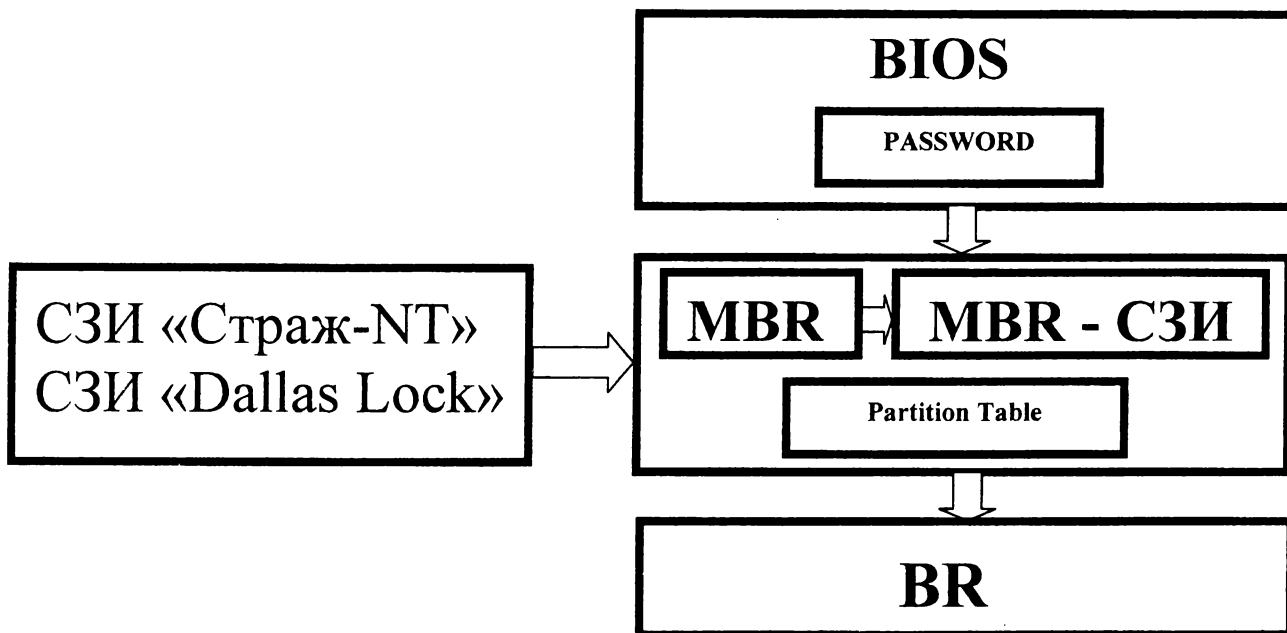 BIOS
PASSWORD
СЗИ «Страж-NT»
СЗИ «Dallas Lock»
MBR
MBR - СЗИ
Partition Table
BR